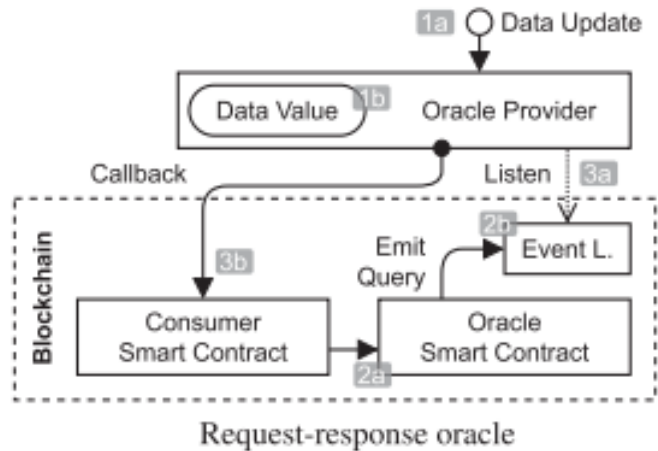 1a Data Update
Data Value 1b Oracle Provider
Callback
Listen 3a
Blockchain
2b
Event L.
Emit
Query
3b
Consumer
Smart Contract
Oracle
Smart Contract
2a
Request-response oracle